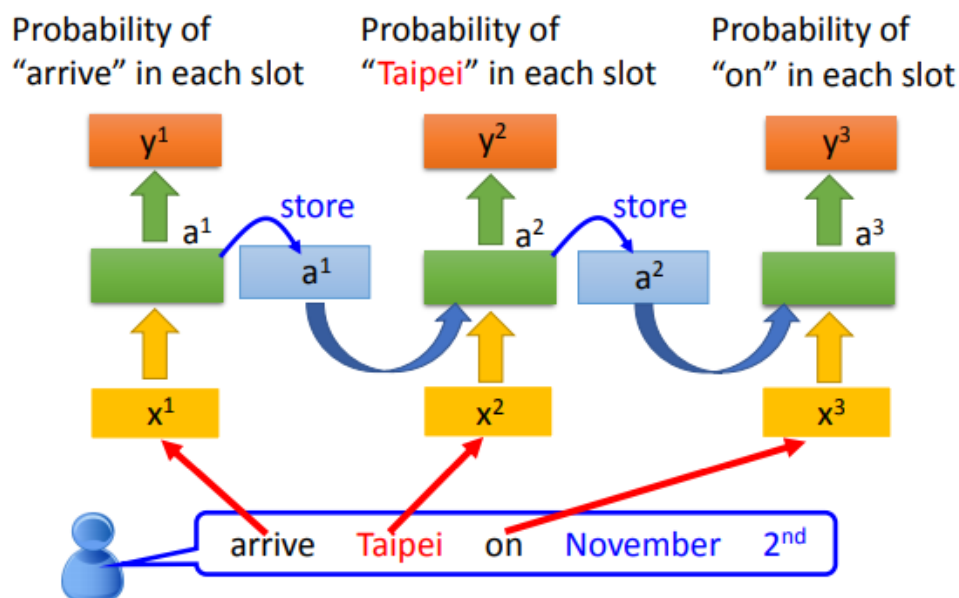 Probability of
"arrive" in each slot
Probability of
"Taipei" in each slot
Probability of
"on" in each slot
y¹
y²
y³
store
store
a¹
a²
a³
a¹
a²
x¹
x²
x³
arrive Taipei on November 2ⁿᵈ